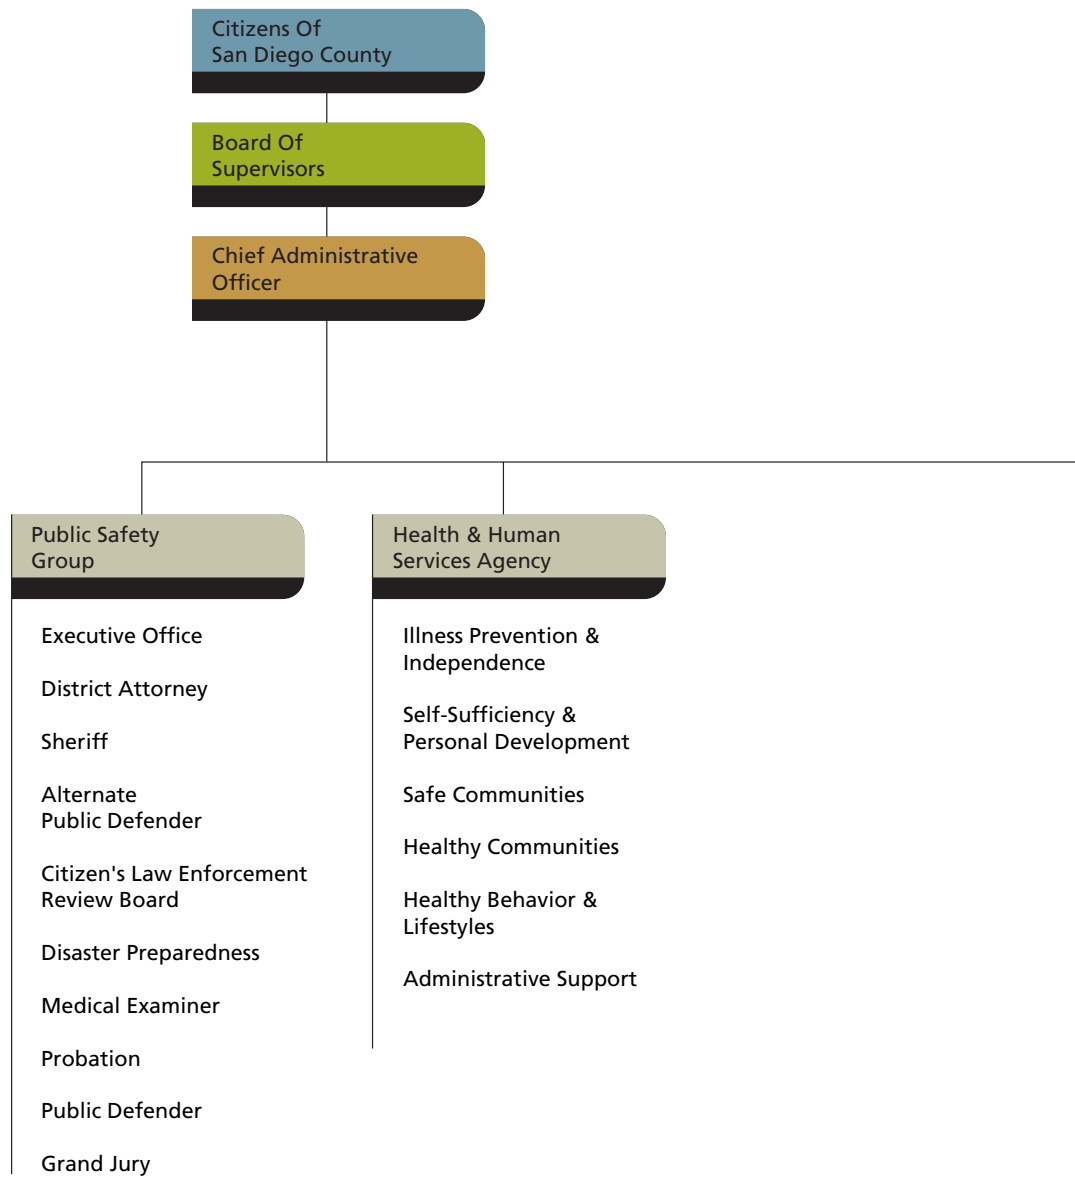 Citizens Of
San Diego County
Board Of
Supervisors
Chief Administrative
Officer
Public Safety
Group
Executive Office
District Attorney
Sheriff
Alternate
Public Defender
Citizen's Law Enforcement
Review Board
Disaster Preparedness
Medical Examiner
Probation
Public Defender
Grand Jury
Health & Human
Services Agency
Illness Prevention &
Independence
Self-Sufficiency &
Personal Development
Safe Communities
Healthy Communities
Healthy Behavior &
Lifestyles
Administrative Support